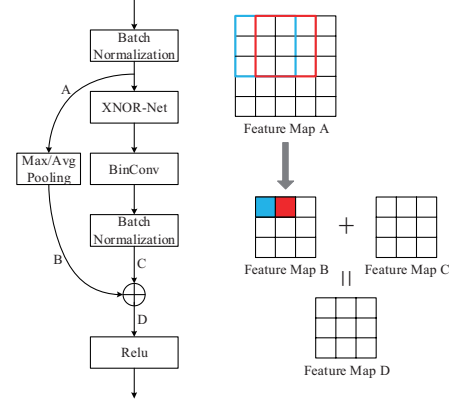 Batch
Normalization
A
XNOR-Net
Max/Avg
Pooling
BinConv
Batch
Normalization
B
C
D
Relu
Feature Map A
+
Feature Map B
Feature Map C
=
Feature Map D